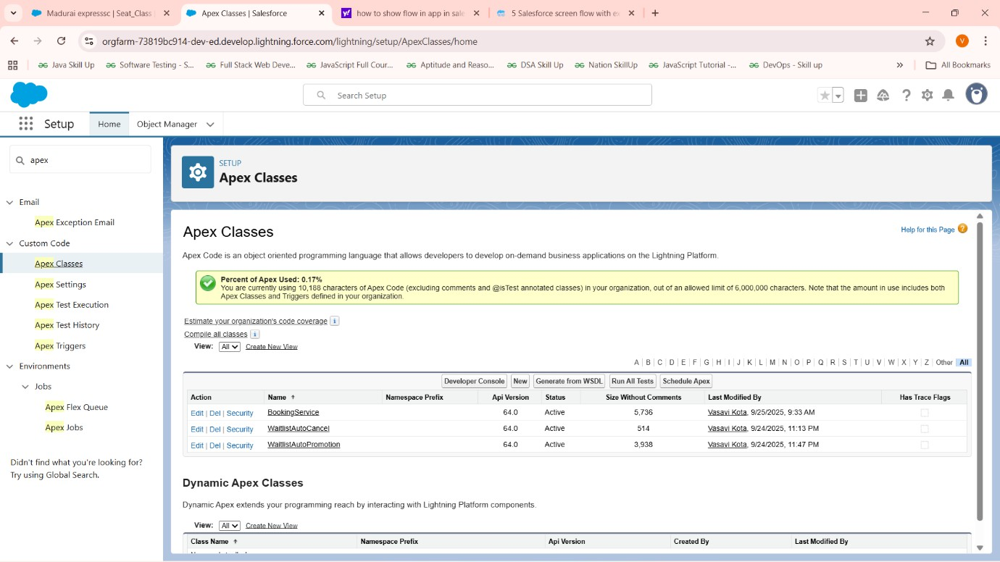 Madurai expresssc | Seat_Class
Apex Classes | Salesforce
how to show flow in app in sale
5 Salesforce screen flow with ex
orgfarm-73819bc914-dev-ed.develop.lightning.force.com/lightning/setup/ApexClasses/home
Java Skill Up
Software Testing - S...
Full Stack Web Deve...
JavaScript Full Cour...
Aptitude and Reaso...
DSA Skill Up
Nation SkillUp
JavaScript Tutorial -...
DevOps - Skill up
All Bookmarks
Search Setup
Setup
Home
Object Manager
apex
Email
Apex Exception Email
Custom Code
Apex Classes
Apex Settings
Apex Test Execution
Apex Test History
Apex Triggers
Environments
Jobs
Apex Flex Queue
Apex Jobs
Didn't find what you're looking for?
Try using Global Search.
SETUP
Apex Classes
Apex Classes
Help for this Page
Apex Code is an object oriented programming language that allows developers to develop on-demand business applications on the Lightning Platform.
Percent of Apex Used: 0.17%
You are currently using 10,188 characters of Apex Code (excluding comments and @isTest annotated classes) in your organization, out of an allowed limit of 6,000,000 characters. Note that the amount in use includes both
Apex Classes and Triggers defined in your organization.
Estimate your organization's code coverage i
Compile all classes i
View: All Create New View
A | B | C | D | E | F | G | H | I | J | K | L | M | N | O | P | Q | R | S | T | U | V | W | X | Y | Z | Other All
Developer Console New Generate from WSDL Run All Tests Schedule Apex
Action Name ↑ Namespace Prefix Api Version Status Size Without Comments Last Modified By Has Trace Flags
Edit | Del | Security BookingService 64.0 Active 5,736 Vasavi Kota, 9/25/2025, 9:33 AM
Edit | Del | Security WaitlistAutoCancel 64.0 Active 514 Vasavi Kota, 9/24/2025, 11:13 PM
Edit | Del | Security WaitlistAutoPromotion 64.0 Active 3,938 Vasavi Kota, 9/24/2025, 11:47 PM
Dynamic Apex Classes
Dynamic Apex extends your programming reach by interacting with Lightning Platform components.
View: All Create New View
Class Name ↑ Namespace Prefix Api Version Created By Last Modified By